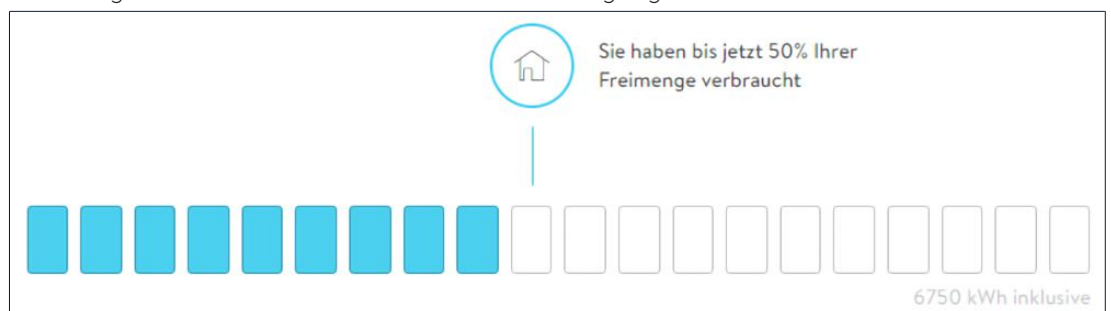 Sie haben bis jetzt 50% Ihrer
Freimenge verbraucht
6750 kWh inklusive